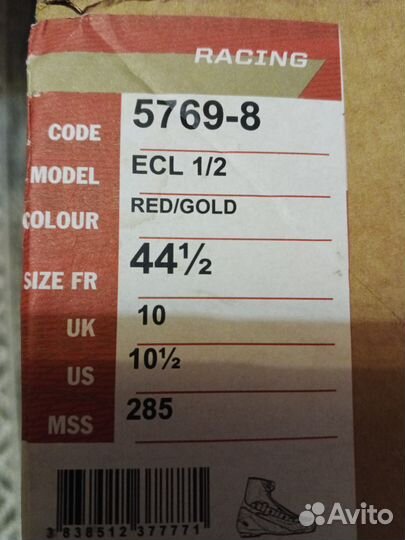 RACING
CODE 5769-8
MODEL ECL 1/2
COLOUR RED/GOLD
SIZE FR 44½
UK 10
US 10½
MSS 285
3 838512 377771
Avito